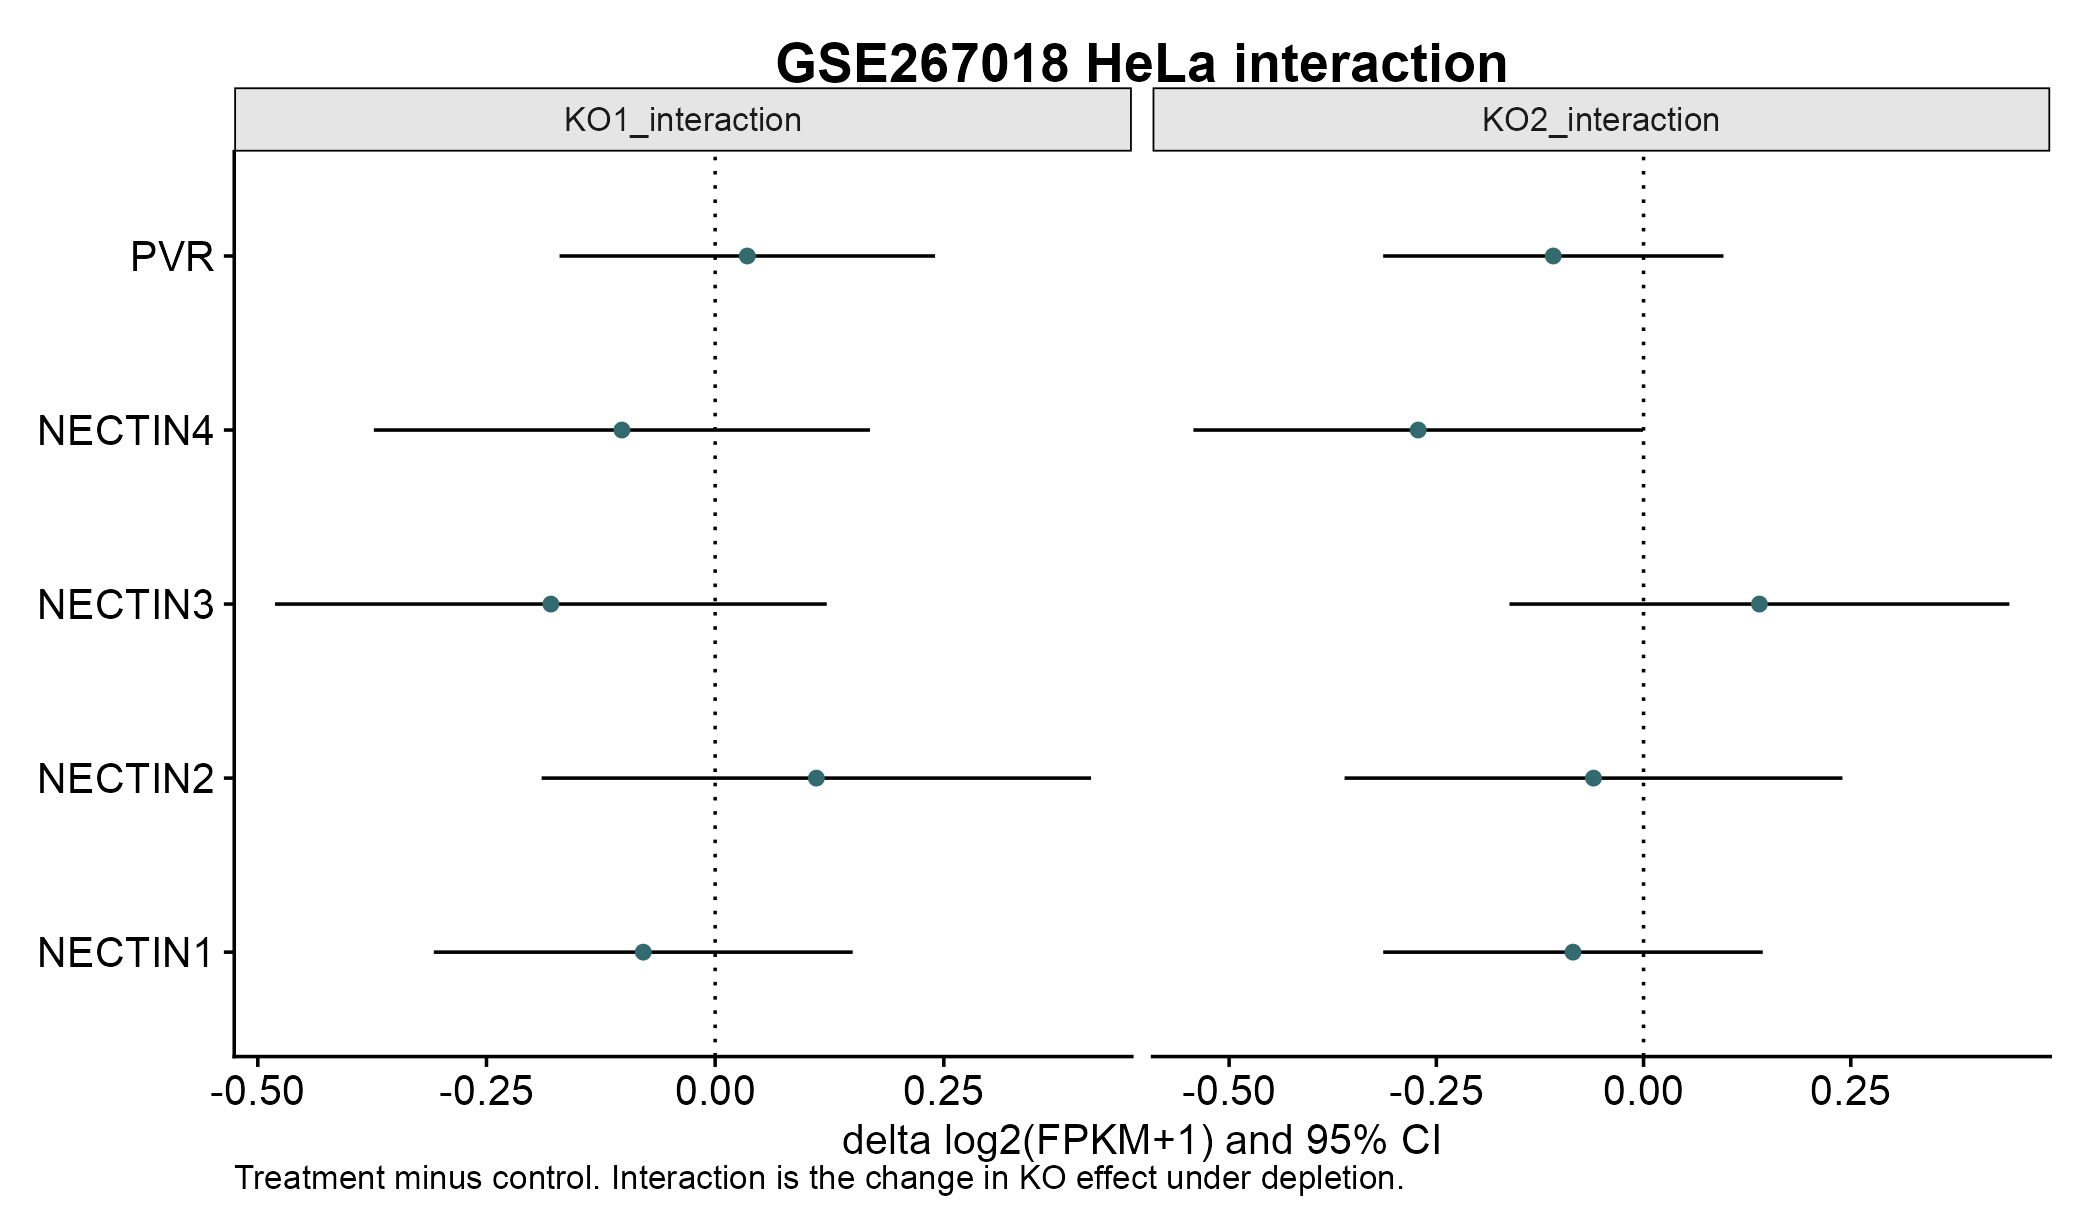 GSE267018 HeLa interaction
KO1_interaction
KO2_interaction
PVR
NECTIN4
NECTIN3
NECTIN2
NECTIN1
-0.50 -0.25 0.00 0.25
-0.50 -0.25 0.00 0.25
delta log2(FPKM+1) and 95% CI
Treatment minus control. Interaction is the change in KO effect under depletion.